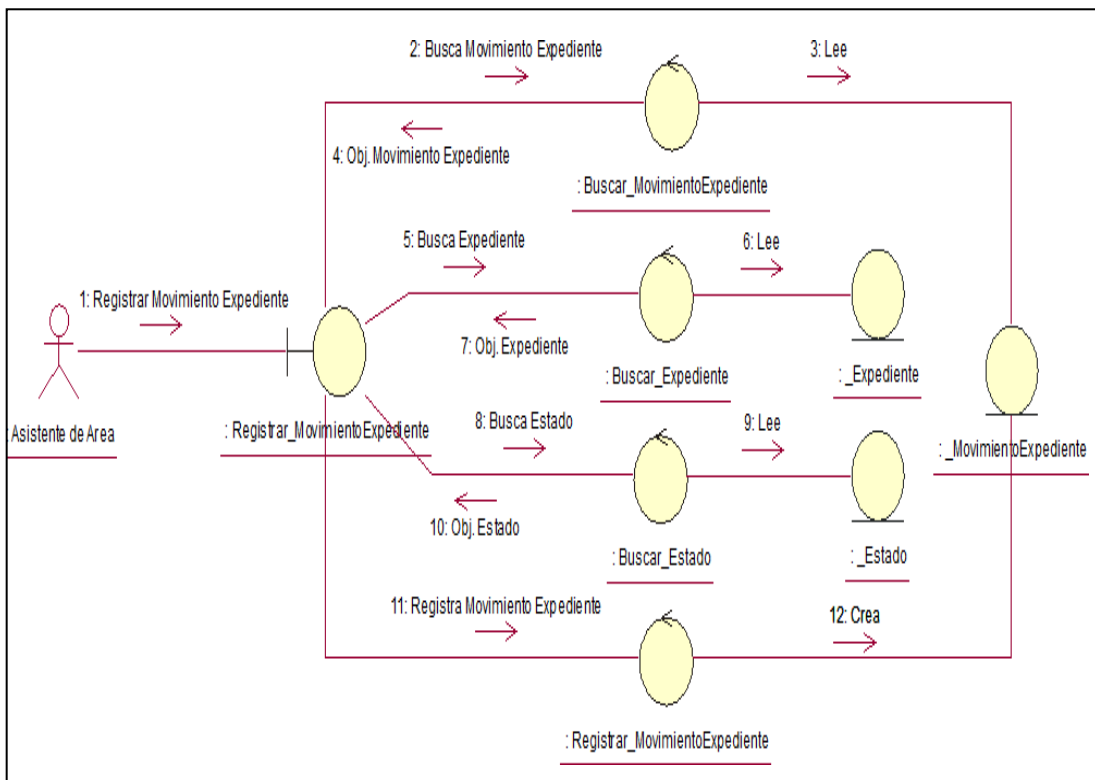 2: Busca Movimiento Expediente
3: Lee
4: Obj. Movimiento Expediente
: Buscar_MovimientoExpediente
5: Busca Expediente
6: Lee
1: Registrar Movimiento Expediente
7: Obj. Expediente
: Buscar_Expediente
: _Expediente
: Asistente de Area
: Registrar_MovimientoExpediente
8: Busca Estado
9: Lee
: _MovimientoExpediente
10: Obj. Estado
: Buscar_Estado
: _Estado
11: Registra Movimiento Expediente
12: Crea
: Registrar_MovimientoExpediente